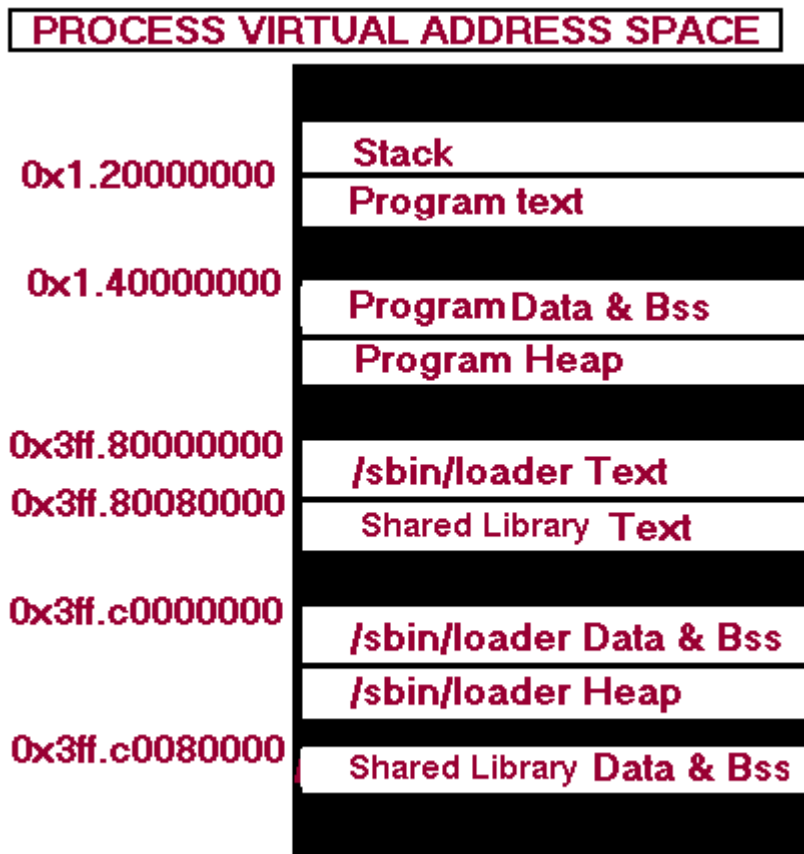 PROCESS VIRTUAL ADDRESS SPACE
Stack
0x1.20000000
Program text
0x1.40000000
Program Data & Bss
Program Heap
0x3ff.80000000
/sbin/loader Text
0x3ff.80080000
Shared Library Text
0x3ff.c0000000
/sbin/loader Data & Bss
/sbin/loader Heap
0x3ff.c0080000
Shared Library Data & Bss